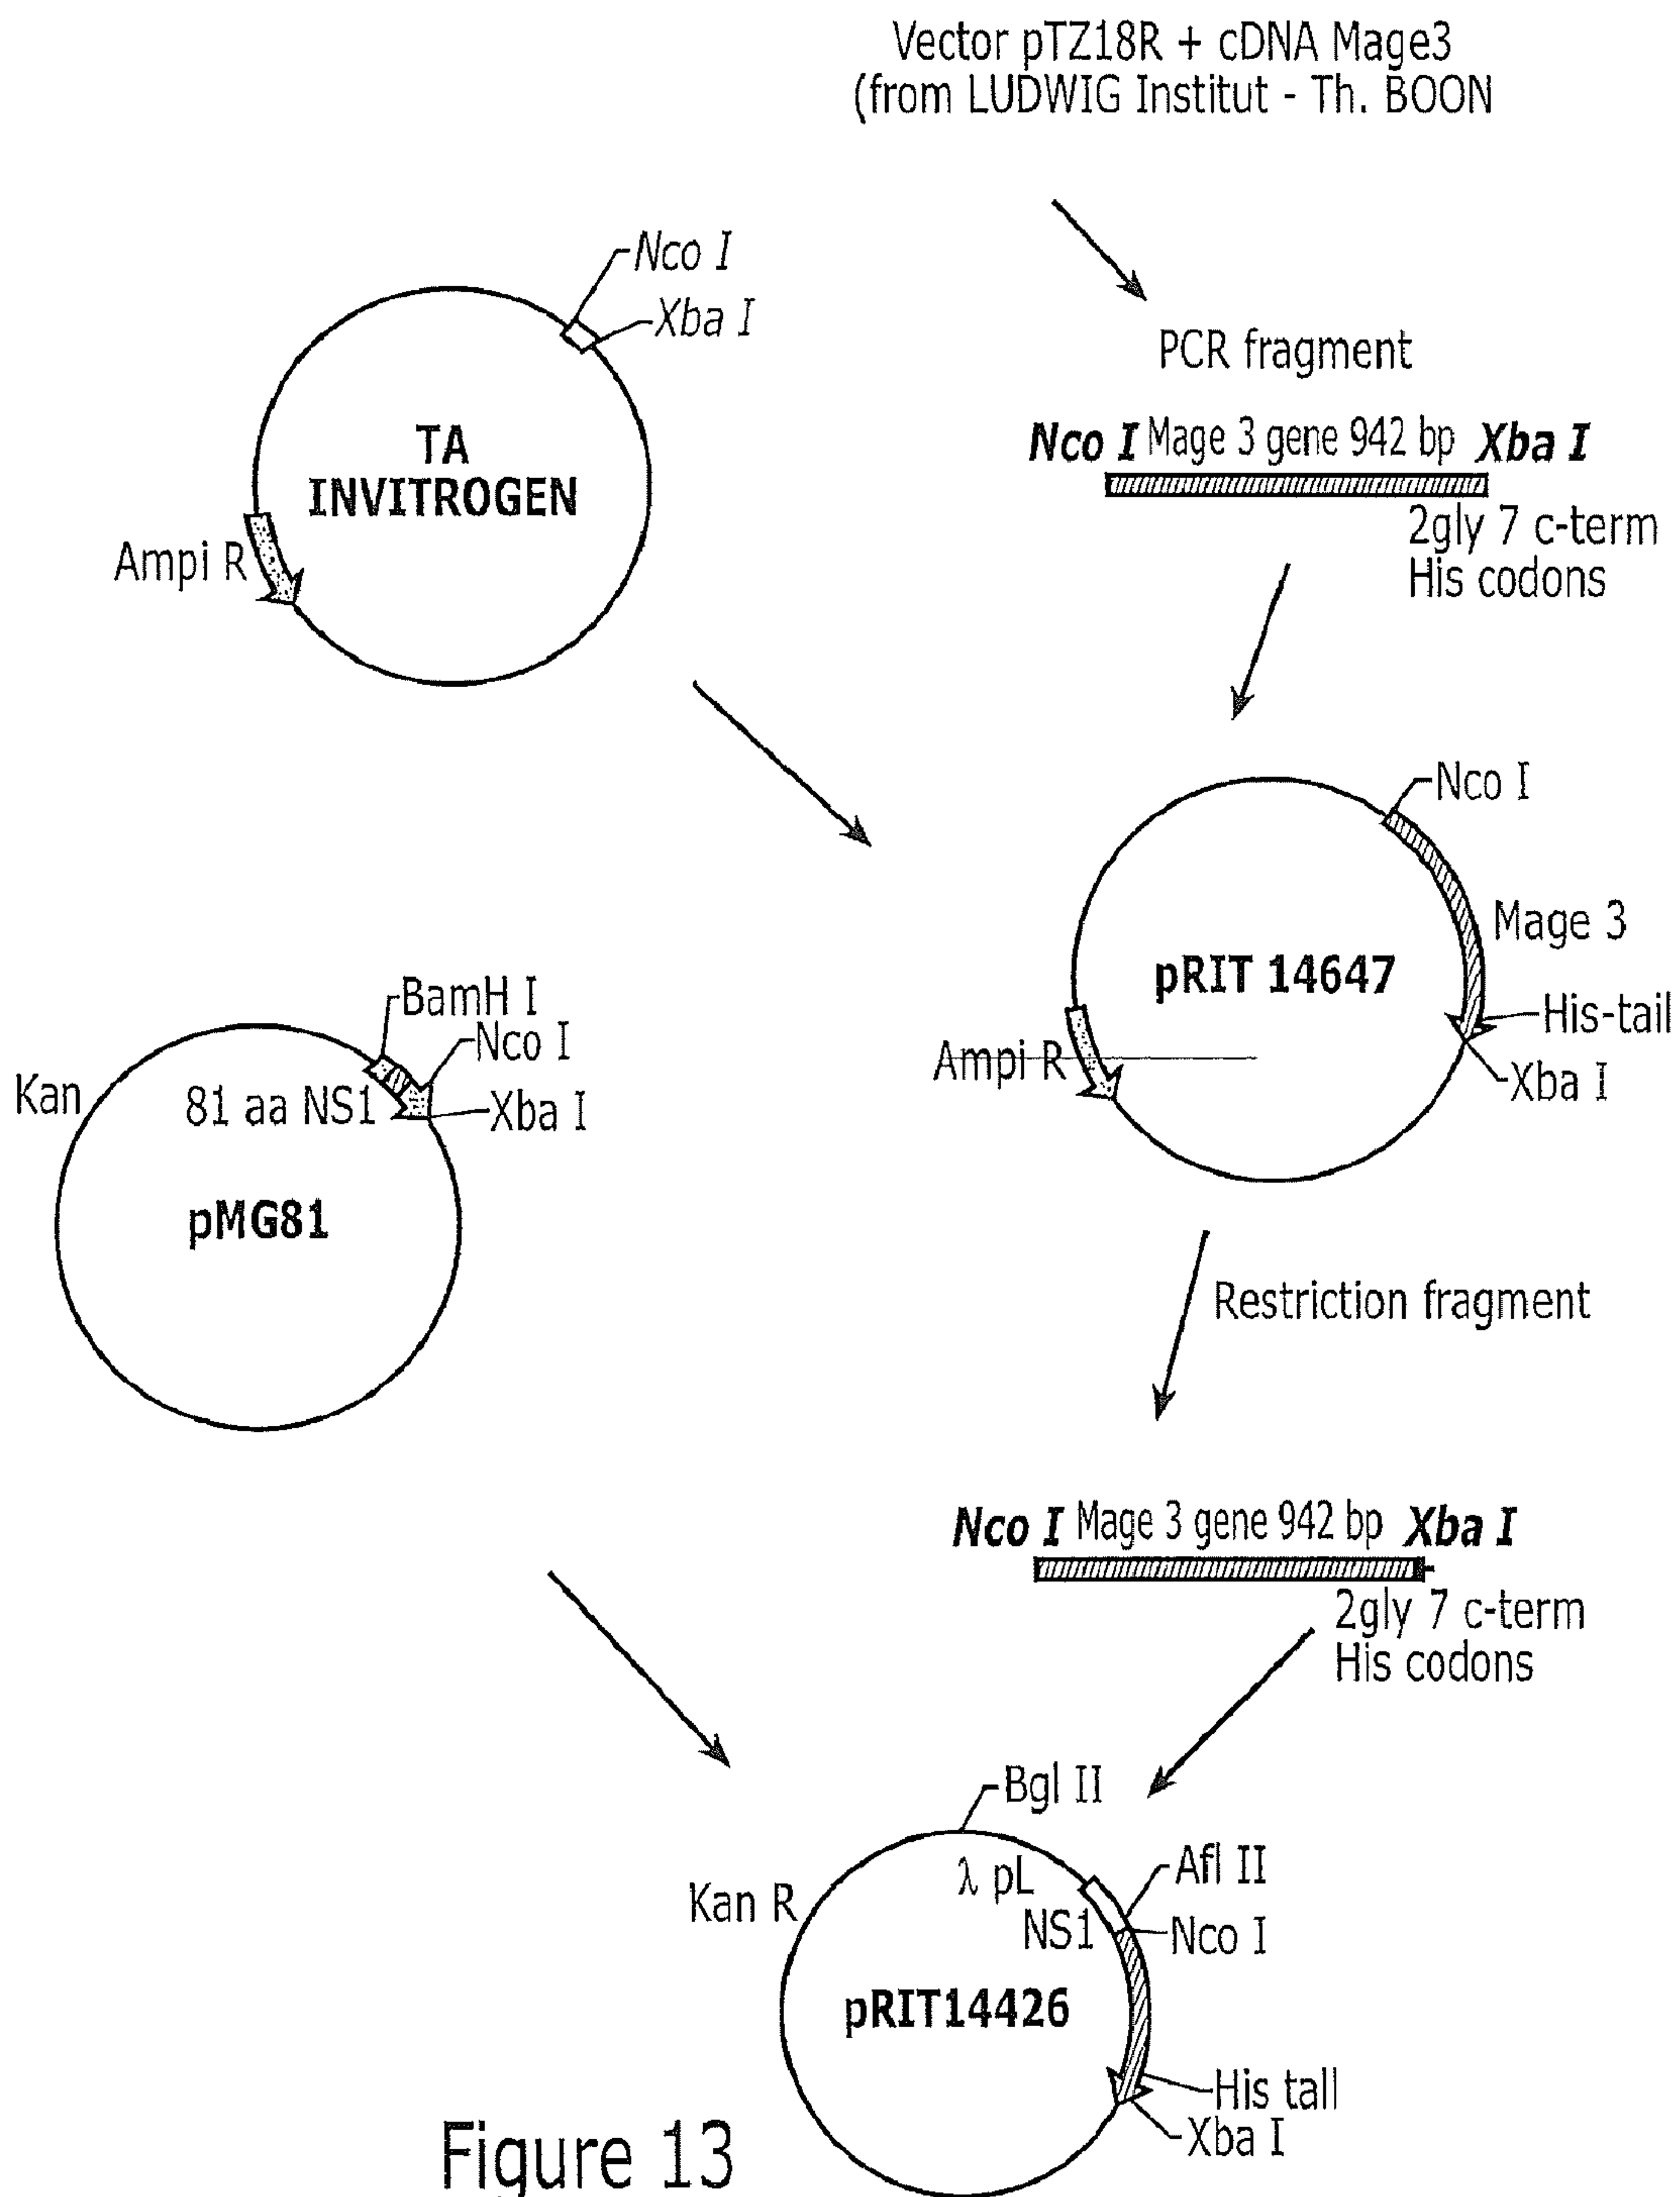 Vector pTZ18R + cDNA Mage3
(from LUDWIG Institut - Th. BOON
Nco I
Xba I
TA
INVITROGEN
Ampi R
PCR fragment
Nco I Mage 3 gene 942 bp Xba I
2gly 7 c-term
His codons
Nco I
Mage 3
pRIT 14647
His-tail
Ampi R
Xba I
BamH I
Nco I
Kan
81 aa NS1
Xba I
pMG81
Restriction fragment
Nco I Mage 3 gene 942 bp Xba I
2gly 7 c-term
His codons
Bgl II
λ pL
Afl II
Kan R
NS1
Nco I
pRIT14426
His tall
Xba I
Figure 13